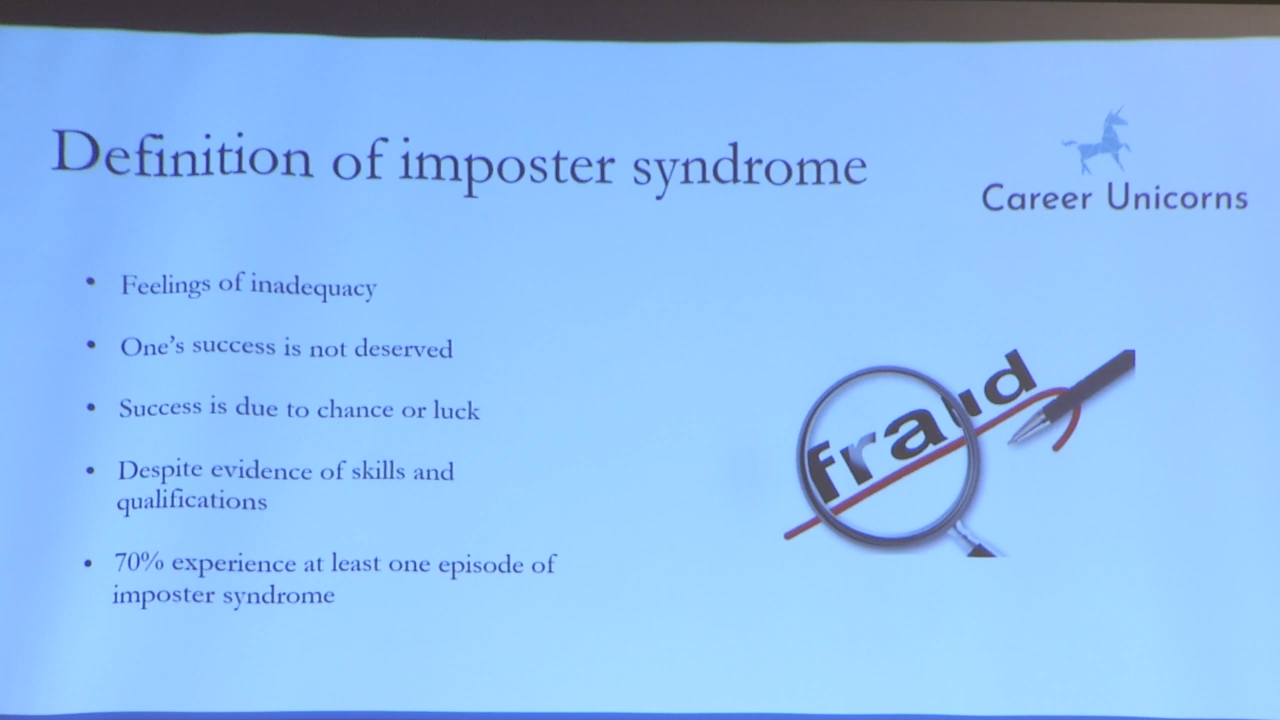 Definition of imposter syndrome
Career Unicorns
• Feelings of inadequacy
• One's success is not deserved
• Success is due to chance or luck
• Despite evidence of skills and
qualifications
• 70% experience at least one episode of
imposter syndrome
fraud